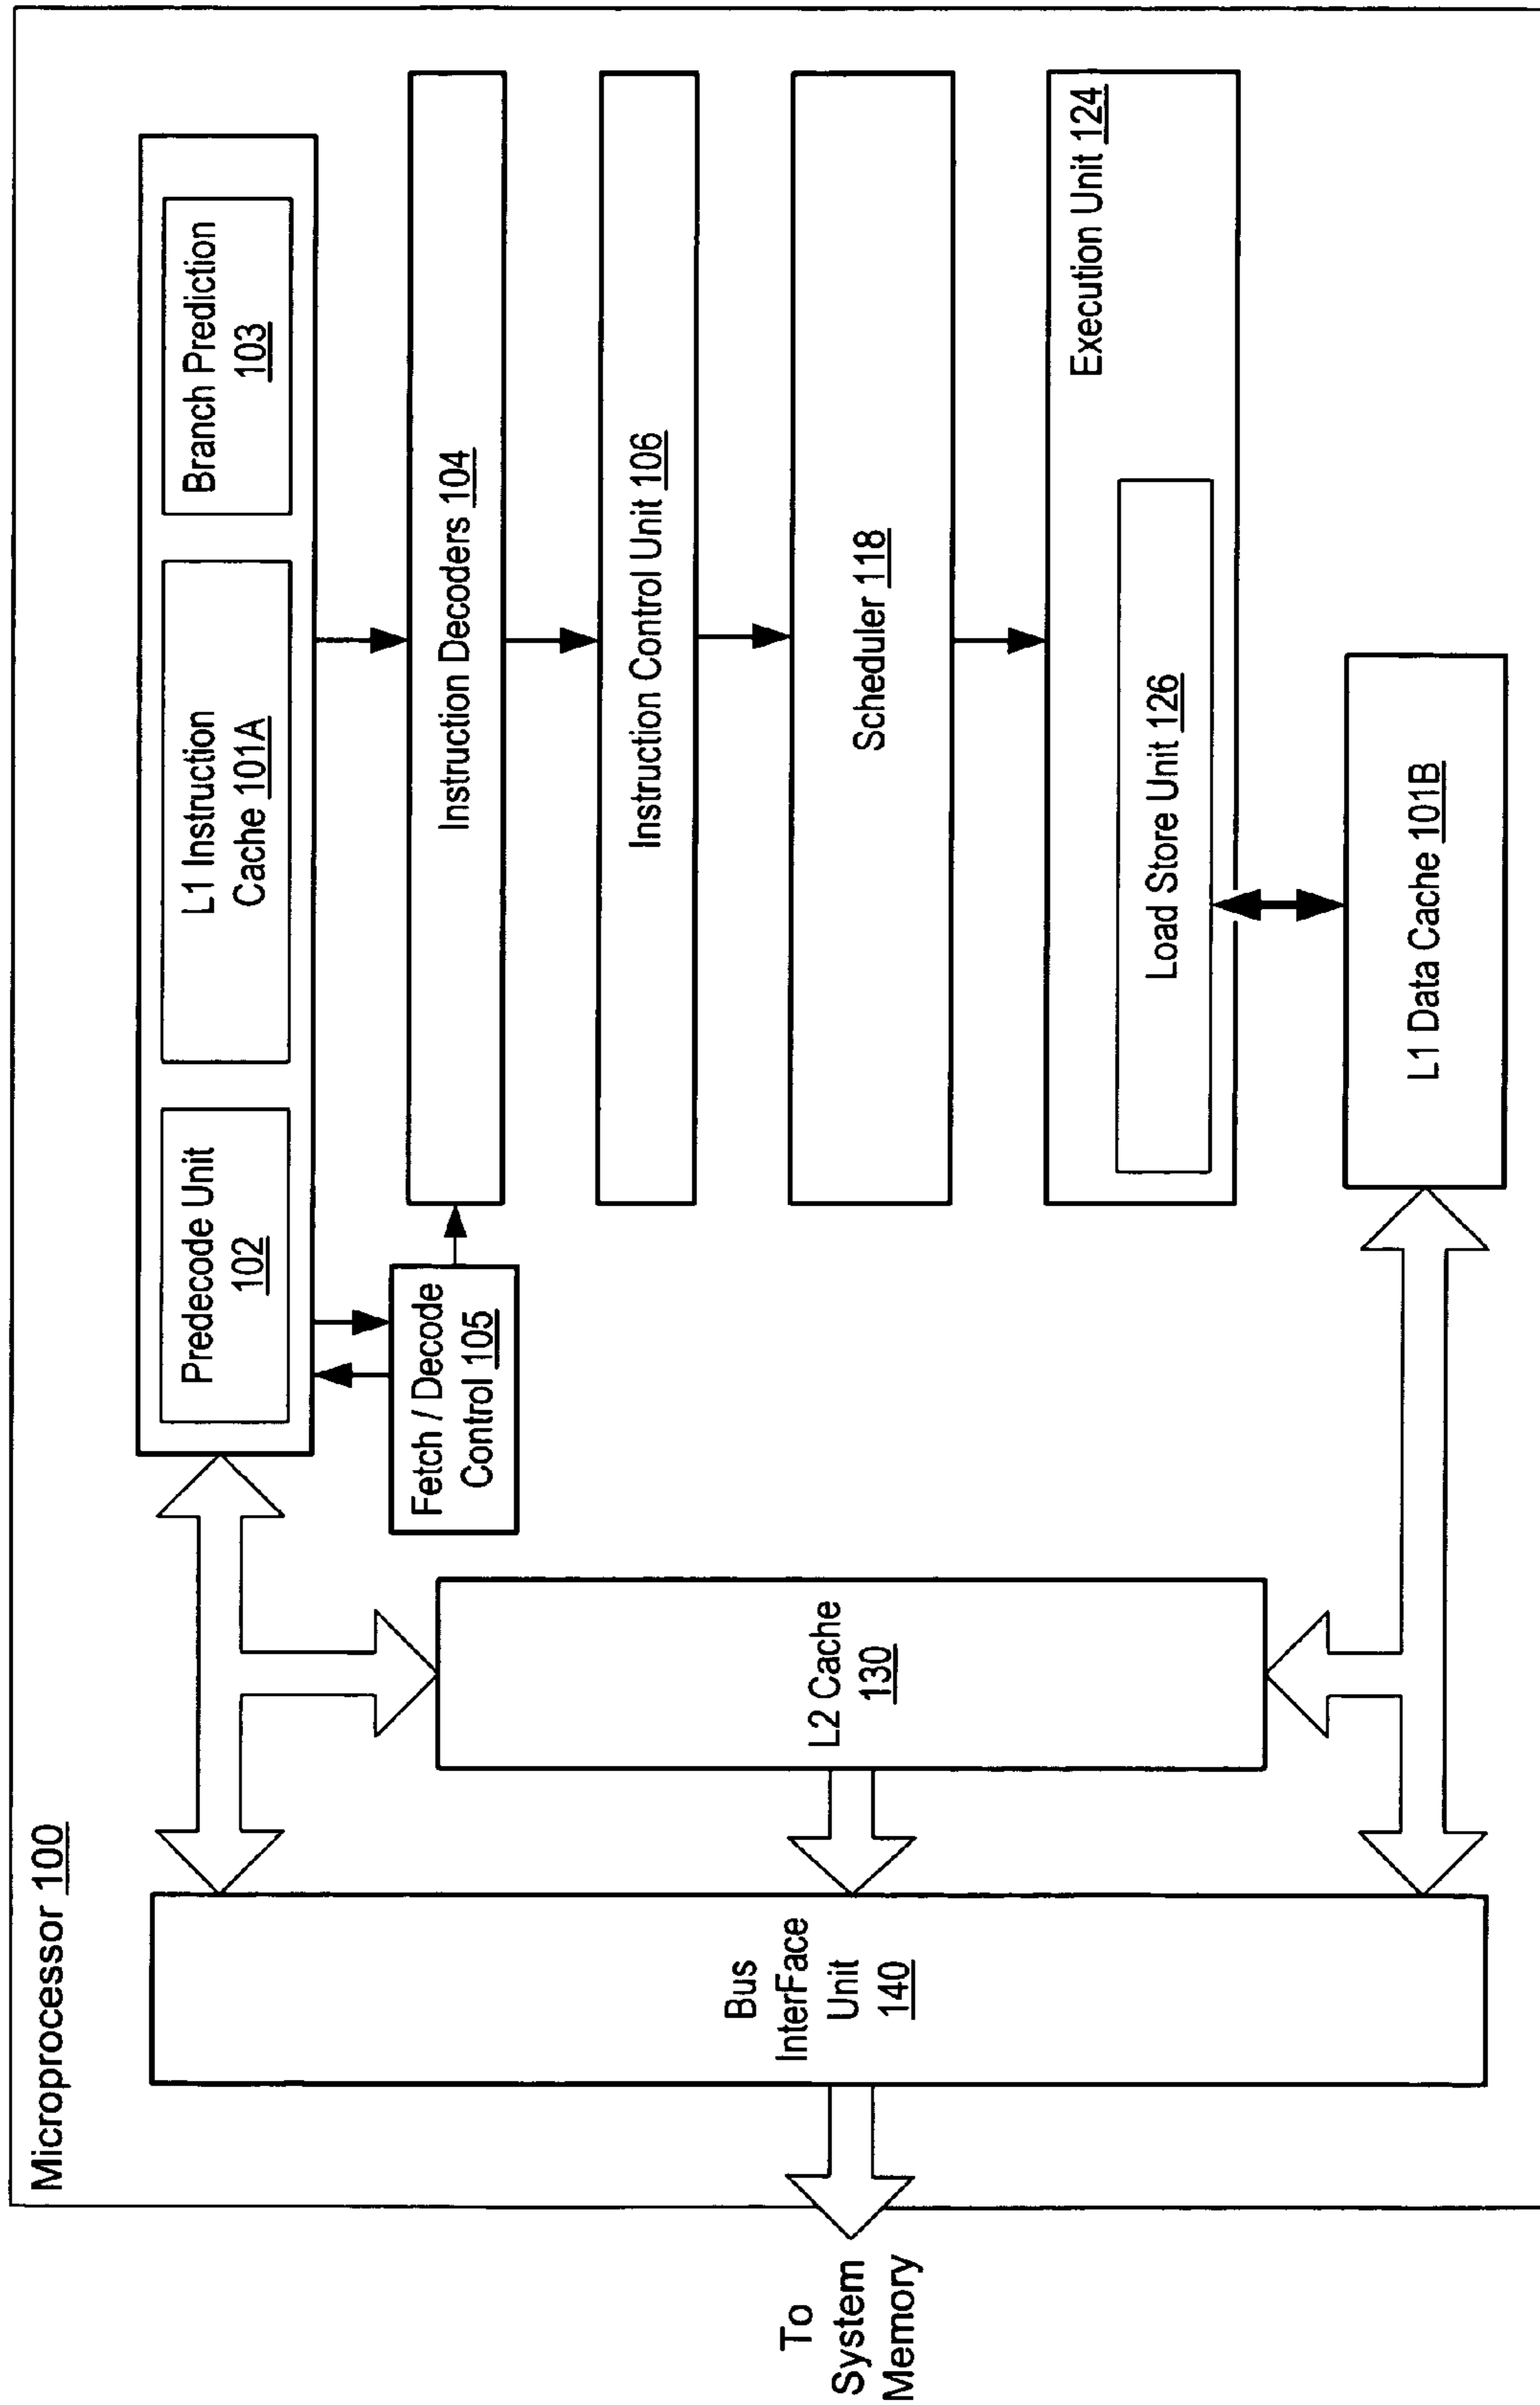 Microprocessor 100
Predecode Unit
102
L1 Instruction
Cache 101A
Branch Prediction
103
Fetch / Decode
Control 105
Instruction Decoders 104
Instruction Control Unit 106
Scheduler 118
Execution Unit 124
Load Store Unit 126
L1 Data Cache 101B
L2 Cache
130
Bus
InterFace
Unit
140
To
System
Memory